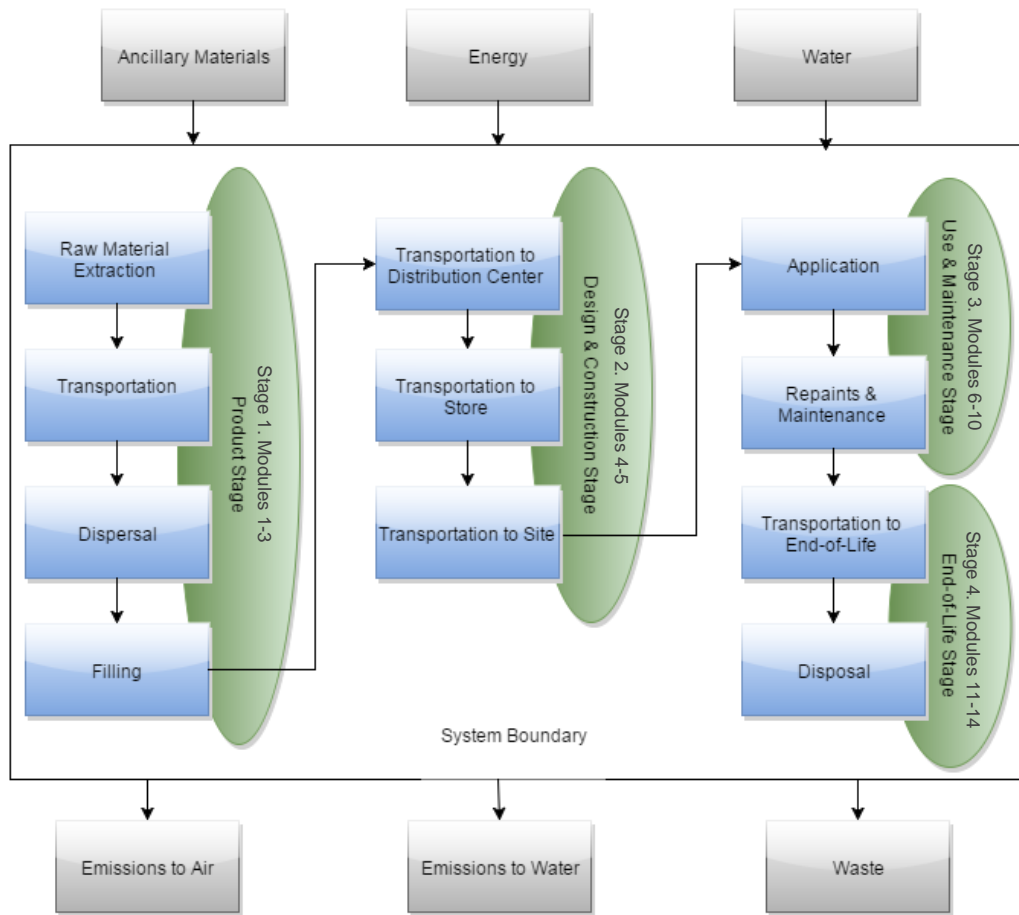 Ancillary Materials
Energy
Water
Raw Material
Extraction
Transportation
Dispersal
Filling
Stage 1. Modules 1-3
Product Stage
Transportation to
Distribution Center
Transportation to
Store
Transportation to Site
Stage 2. Modules 4-5
Design & Construction Stage
Application
Repaints &
Maintenance
Stage 3. Modules 6-10
Use & Maintenance Stage
Transportation to
End-of-Life
Disposal
Stage 4. Modules 11-14
End-of-Life Stage
System Boundary
Emissions to Air
Emissions to Water
Waste